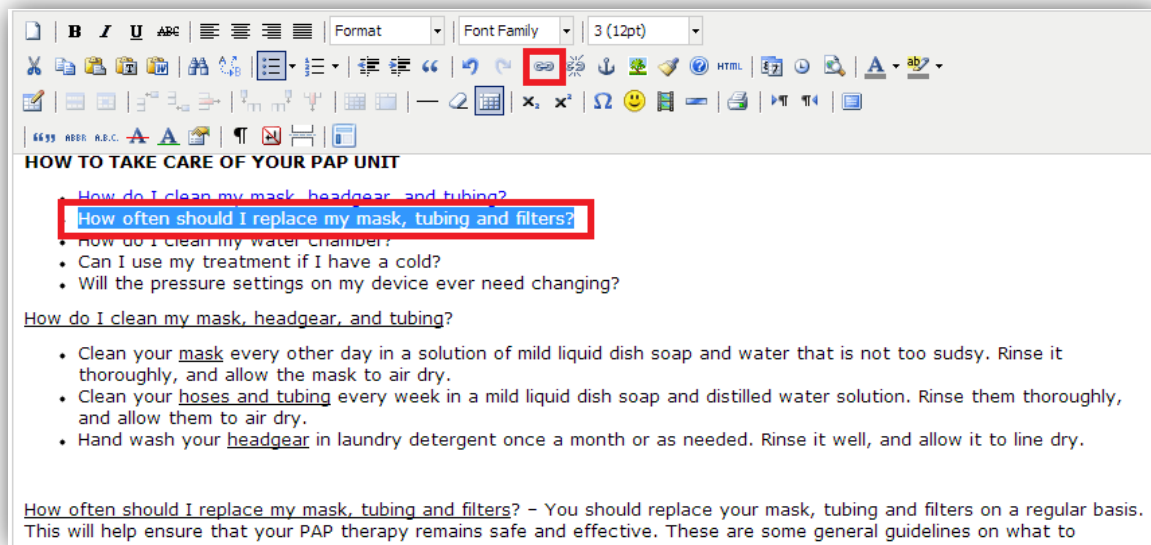 B I U ABC Format Font Family 3 (12pt)
HTML A ab
x₂ x² Ω
ABBR A.B.C. A A ¶
HOW TO TAKE CARE OF YOUR PAP UNIT
• How do I clean my mask, headgear, and tubing?
How often should I replace my mask, tubing and filters?
• How do I clean my water chamber?
• Can I use my treatment if I have a cold?
• Will the pressure settings on my device ever need changing?
How do I clean my mask, headgear, and tubing?
• Clean your mask every other day in a solution of mild liquid dish soap and water that is not too sudsy. Rinse it
thoroughly, and allow the mask to air dry.
• Clean your hoses and tubing every week in a mild liquid dish soap and distilled water solution. Rinse them thoroughly,
and allow them to air dry.
• Hand wash your headgear in laundry detergent once a month or as needed. Rinse it well, and allow it to line dry.
How often should I replace my mask, tubing and filters? – You should replace your mask, tubing and filters on a regular basis.
This will help ensure that your PAP therapy remains safe and effective. These are some general guidelines on what to